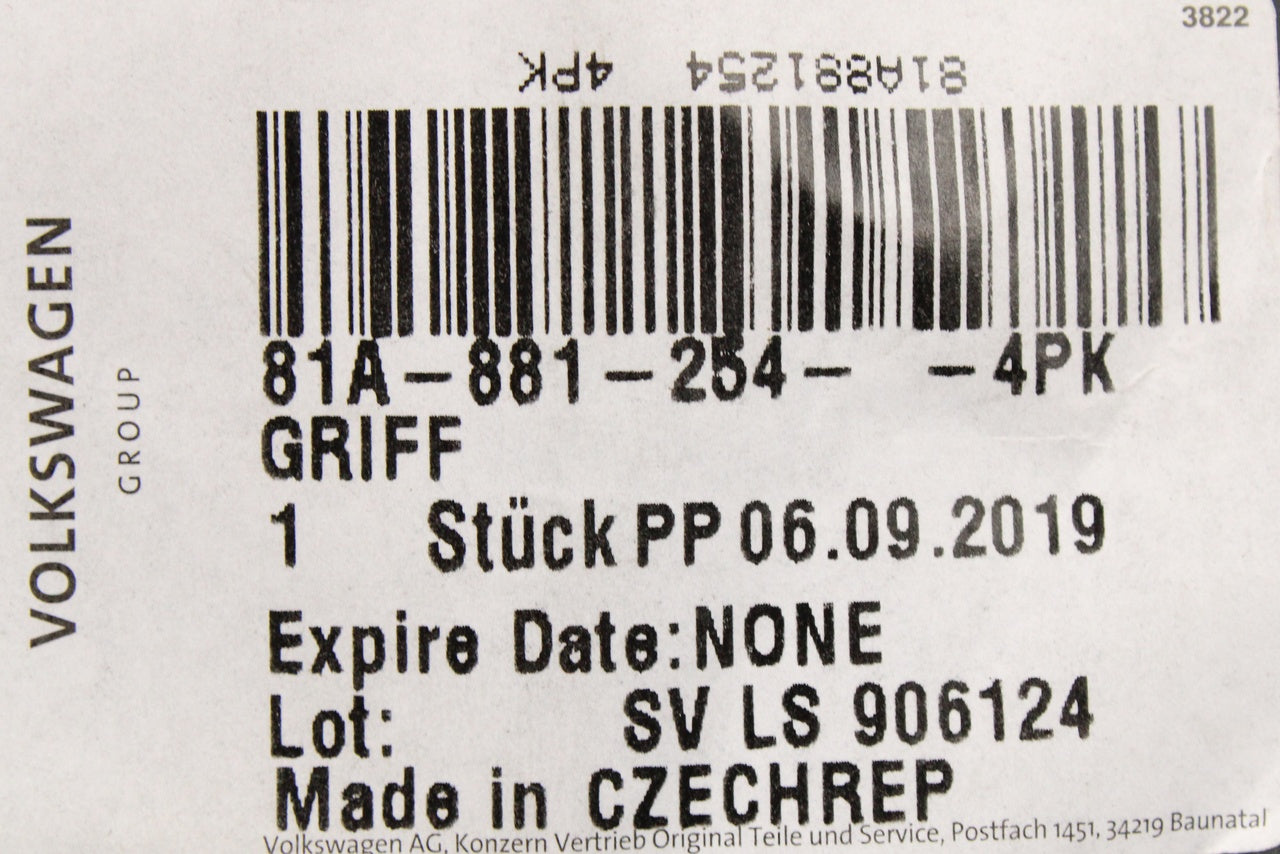 3822
81A881254 4PK
81A-881-254- -4PK
GRIFF
1 Stück PP 06.09.2019
Expire Date:NONE
Lot: SV LS 906124
Made in CZECHREP
Volkswagen AG, Konzern Vertrieb Original Teile und Service, Postfach 1451, 34219 Baunatal
VOLKSWAGEN
GROUP